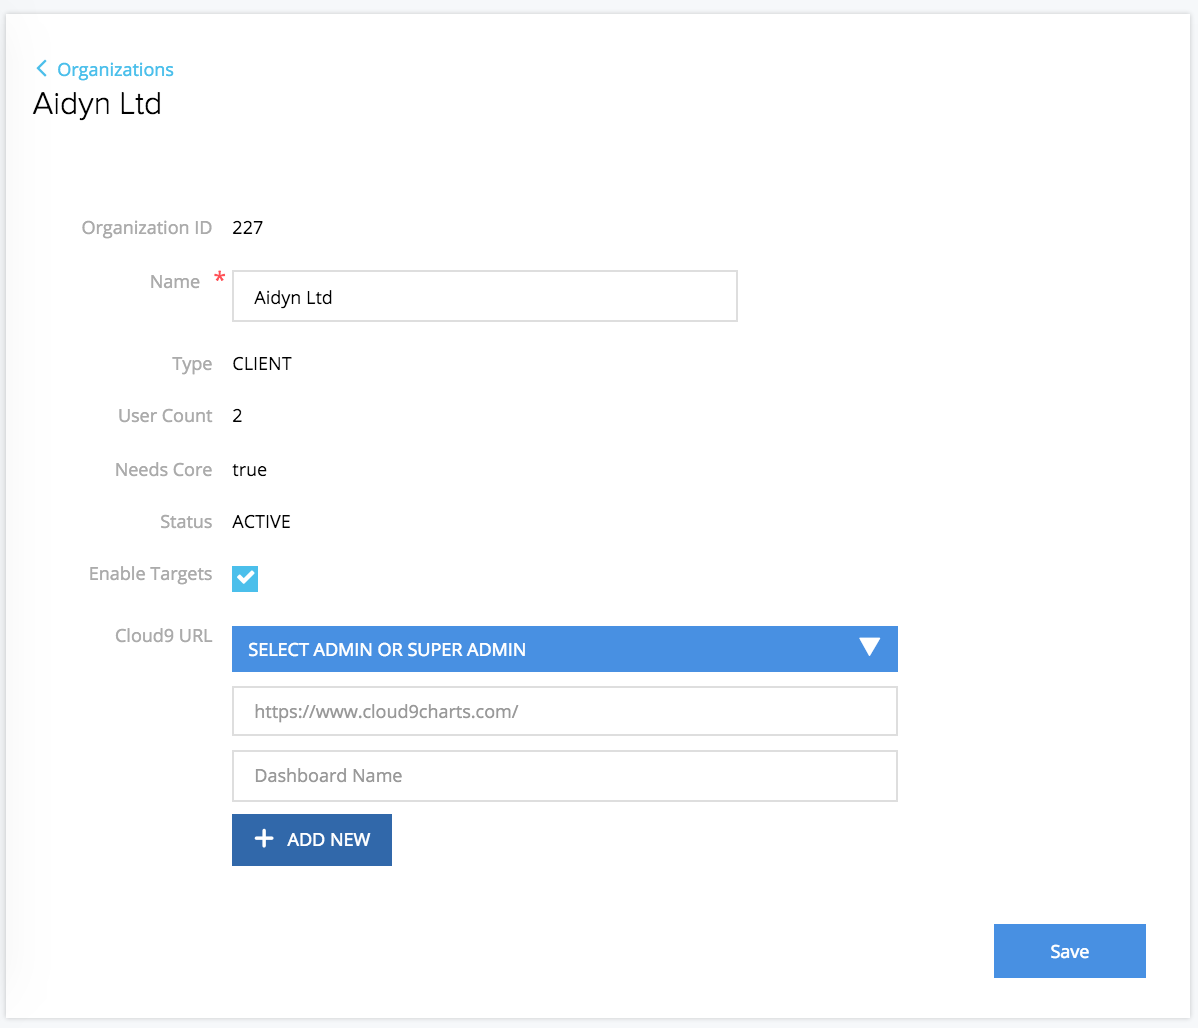 Organizations
Aidyn Ltd
Organization ID 227
Name * Aidyn Ltd
Type CLIENT
User Count 2
Needs Core true
Status ACTIVE
Enable Targets
Cloud9 URL SELECT ADMIN OR SUPER ADMIN
https://www.cloud9charts.com/
Dashboard Name
+ ADD NEW
Save